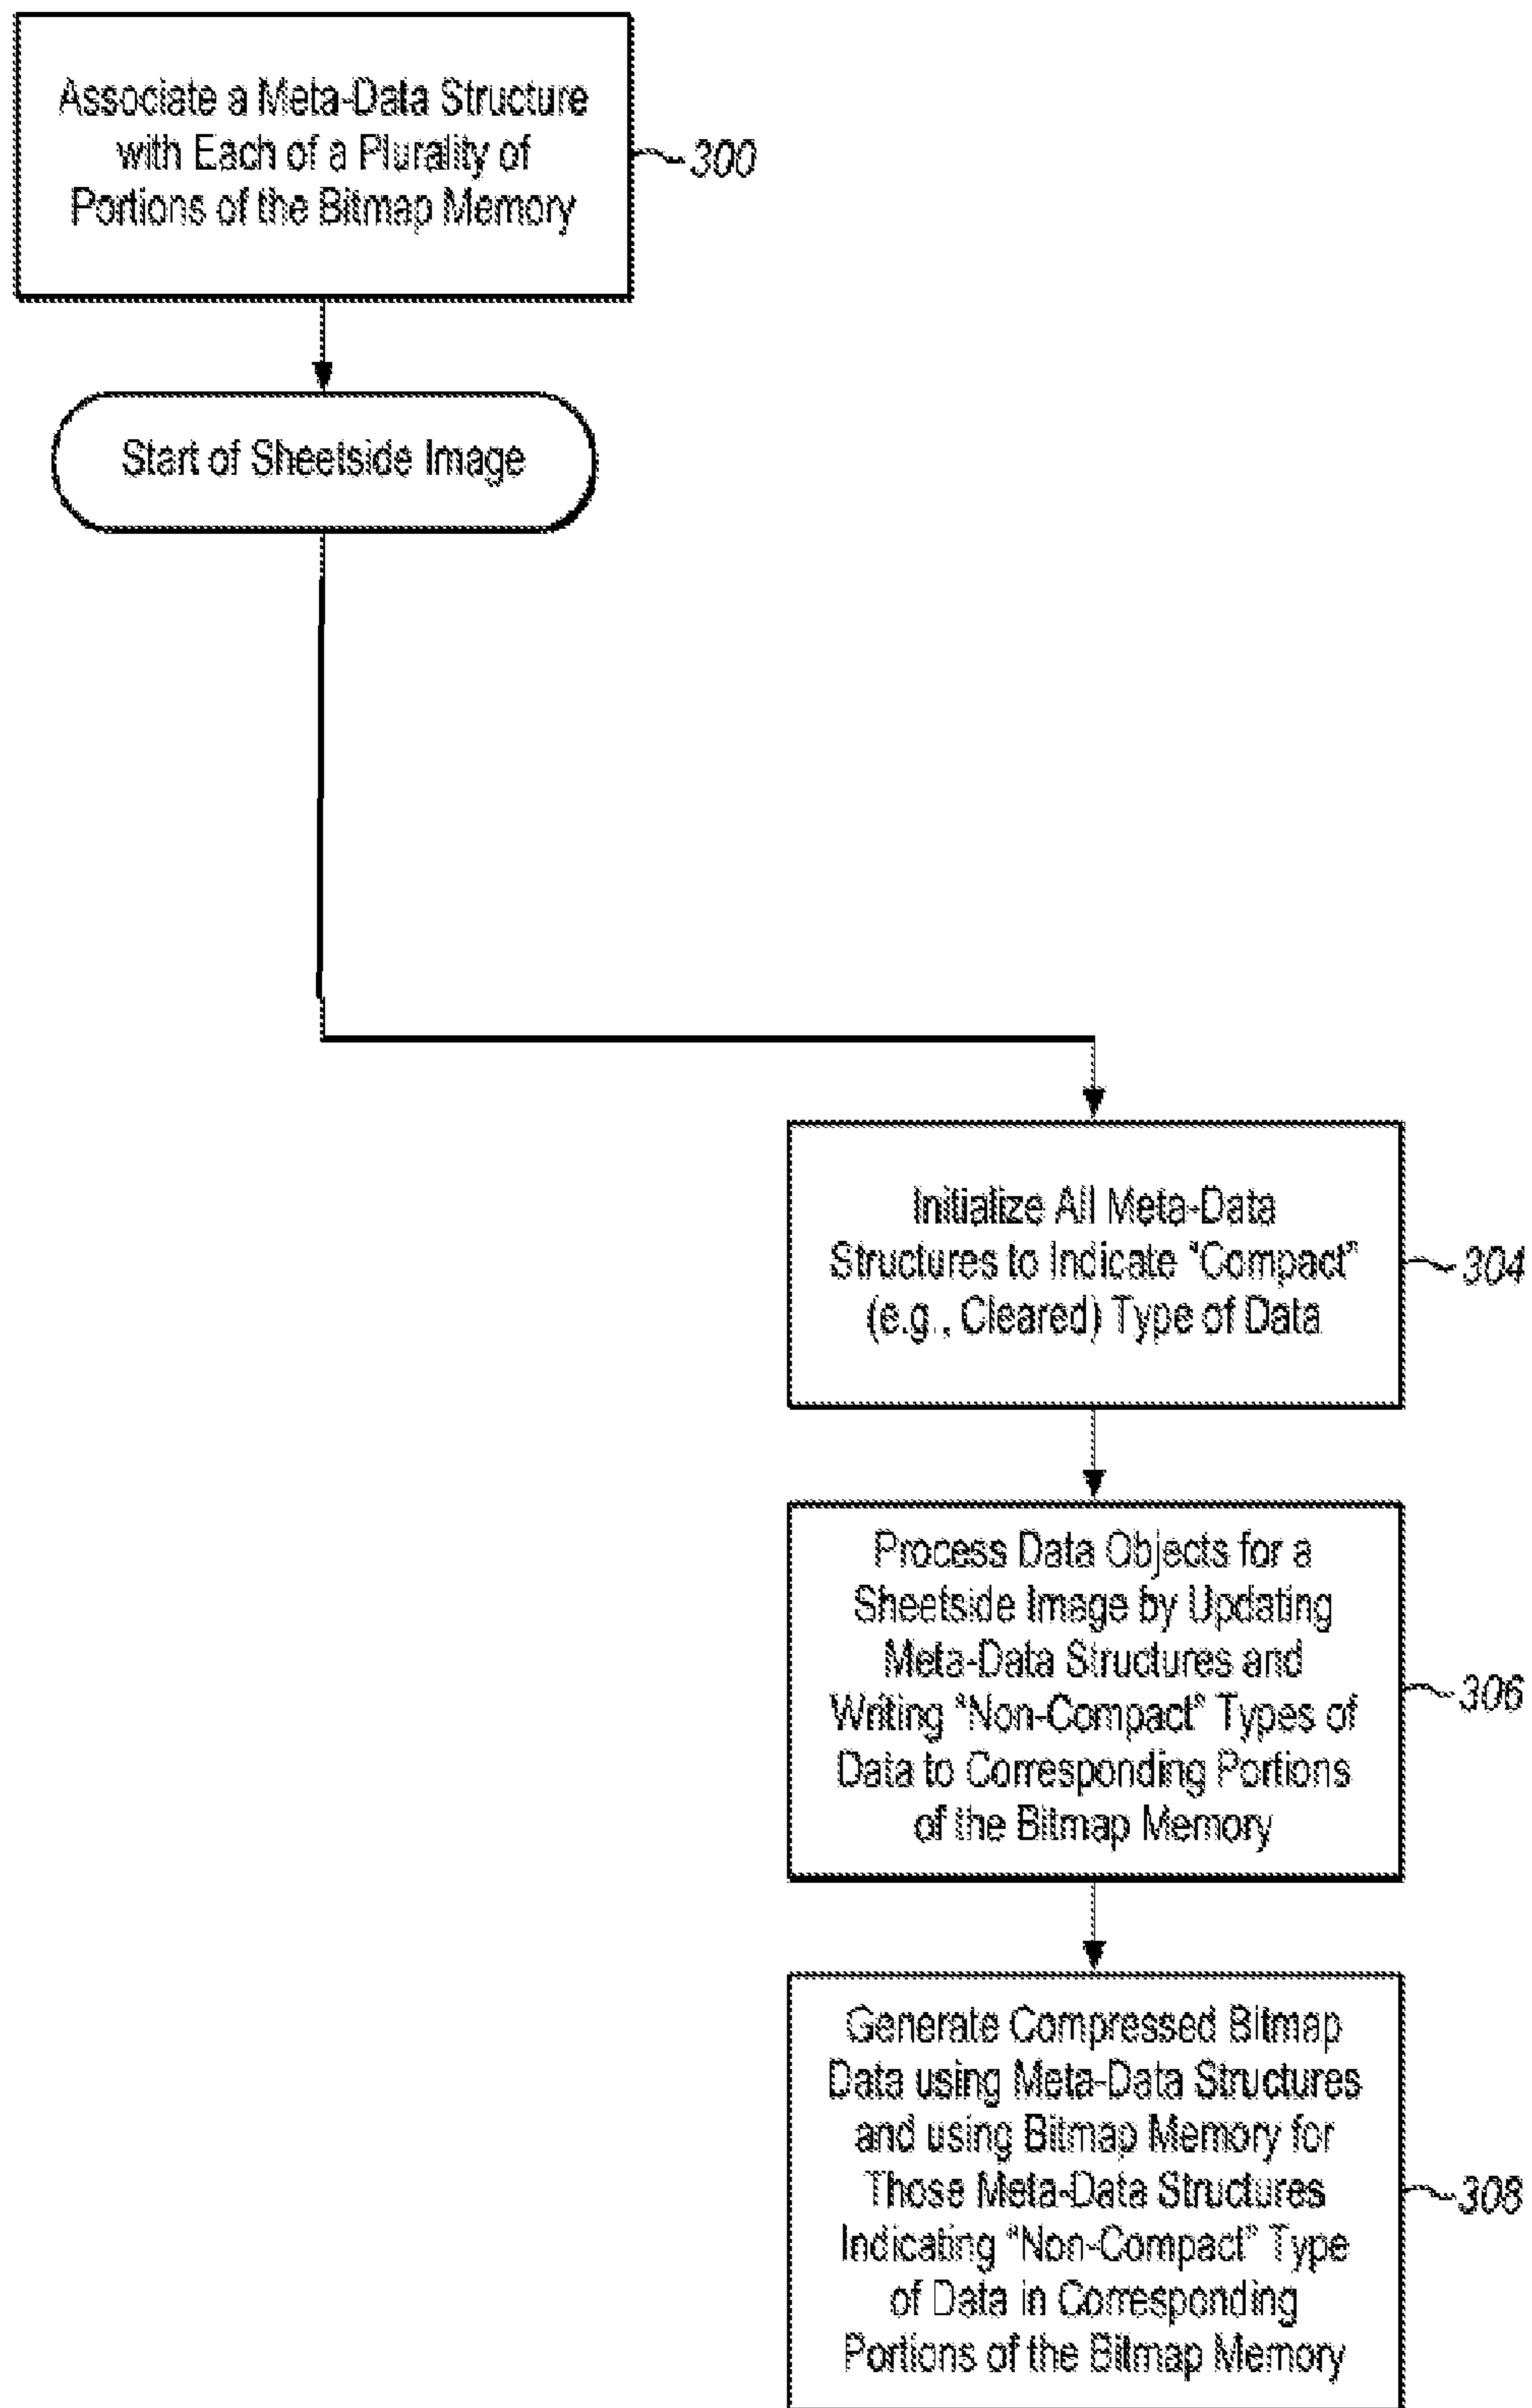 Associate a Meta-Data Structure
with Each of a Plurality of
Portions of the Bitmap Memory
300
Start of Sheetside Image
Initialize All Meta-Data
Structures to Indicate "Compact"
(e.g., Cleared) Type of Data
304
Process Data Objects for a
Sheetside Image by Updating
Meta-Data Structures and
Writing "Non-Compact" Types of
Data to Corresponding Portions
of the Bitmap Memory
306
Generate Compressed Bitmap
Data using Meta-Data Structures
and using Bitmap Memory for
Those Meta-Data Structures
Indicating "Non-Compact" Type
of Data in Corresponding
Portions of the Bitmap Memory
308